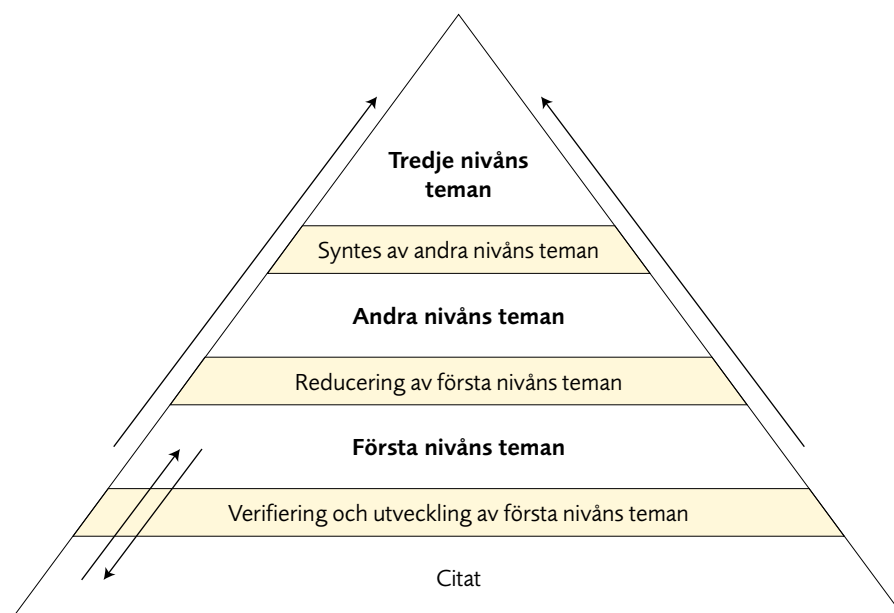 Tredje nivåns
teman
Syntes av andra nivåns teman
Andra nivåns teman
Reducering av första nivåns teman
Första nivåns teman
Verifiering och utveckling av första nivåns teman
Citat